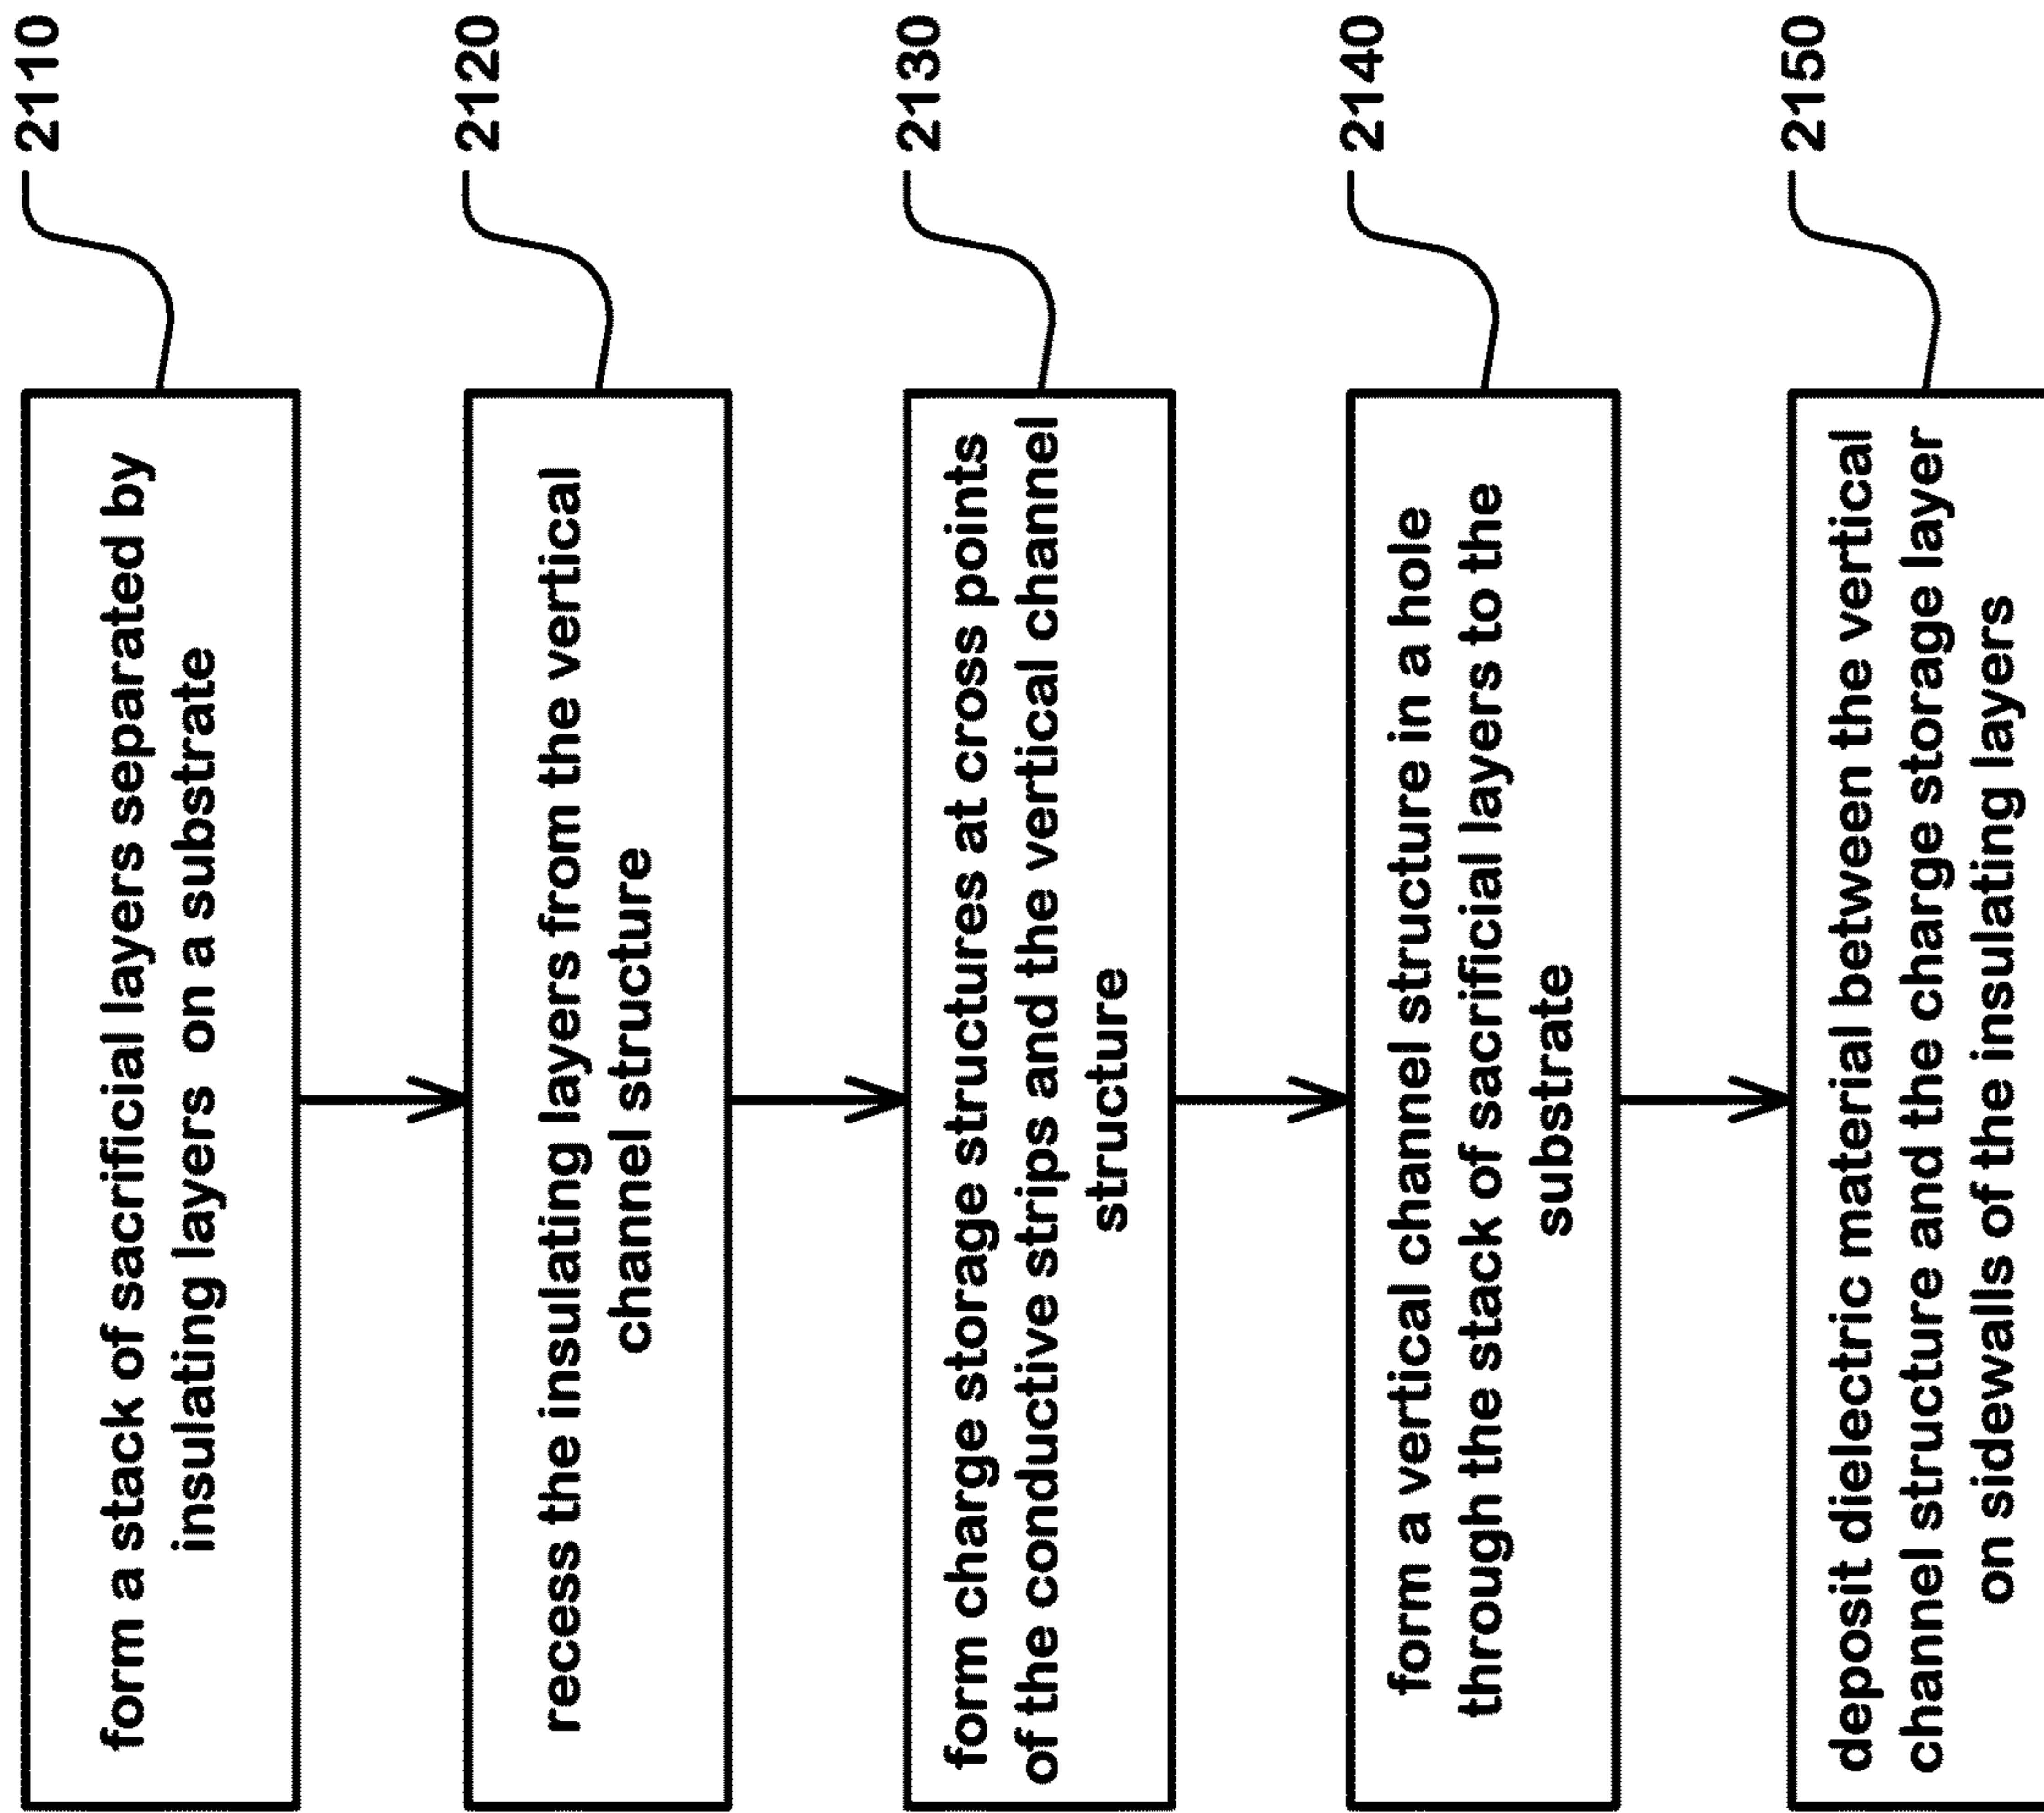 2110
form a stack of sacrificial layers separated by
insulating layers on a substrate
2120
recess the insulating layers from the vertical
channel structure
2130
form charge storage structures at cross points
of the conductive strips and the vertical channel
structure
2140
form a vertical channel structure in a hole
through the stack of sacrificial layers to the
substrate
2150
deposit dielectric material between the vertical
channel structure and the charge storage layer
on sidewalls of the insulating layers